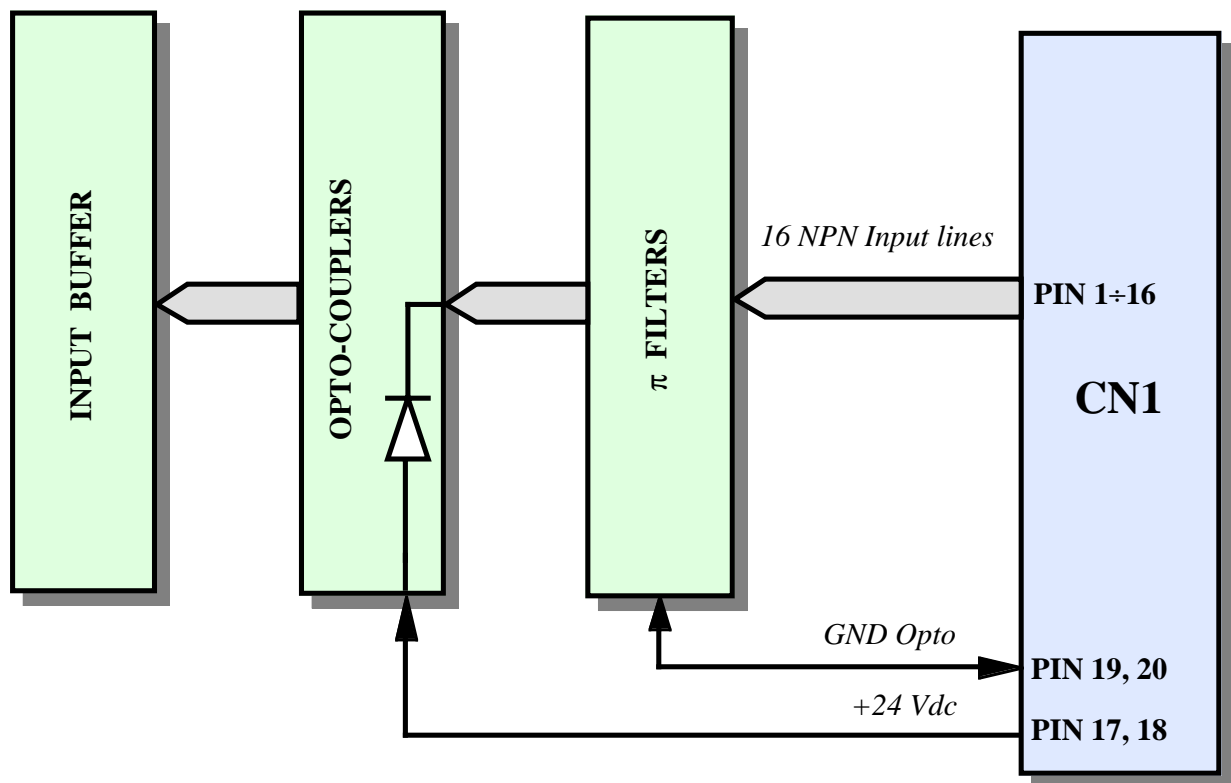 INPUT BUFFER
OPTO-COUPLERS
π FILTERS
16 NPN Input lines
PIN 1÷16
CN1
GND Opto
PIN 19, 20
+24 Vdc
PIN 17, 18